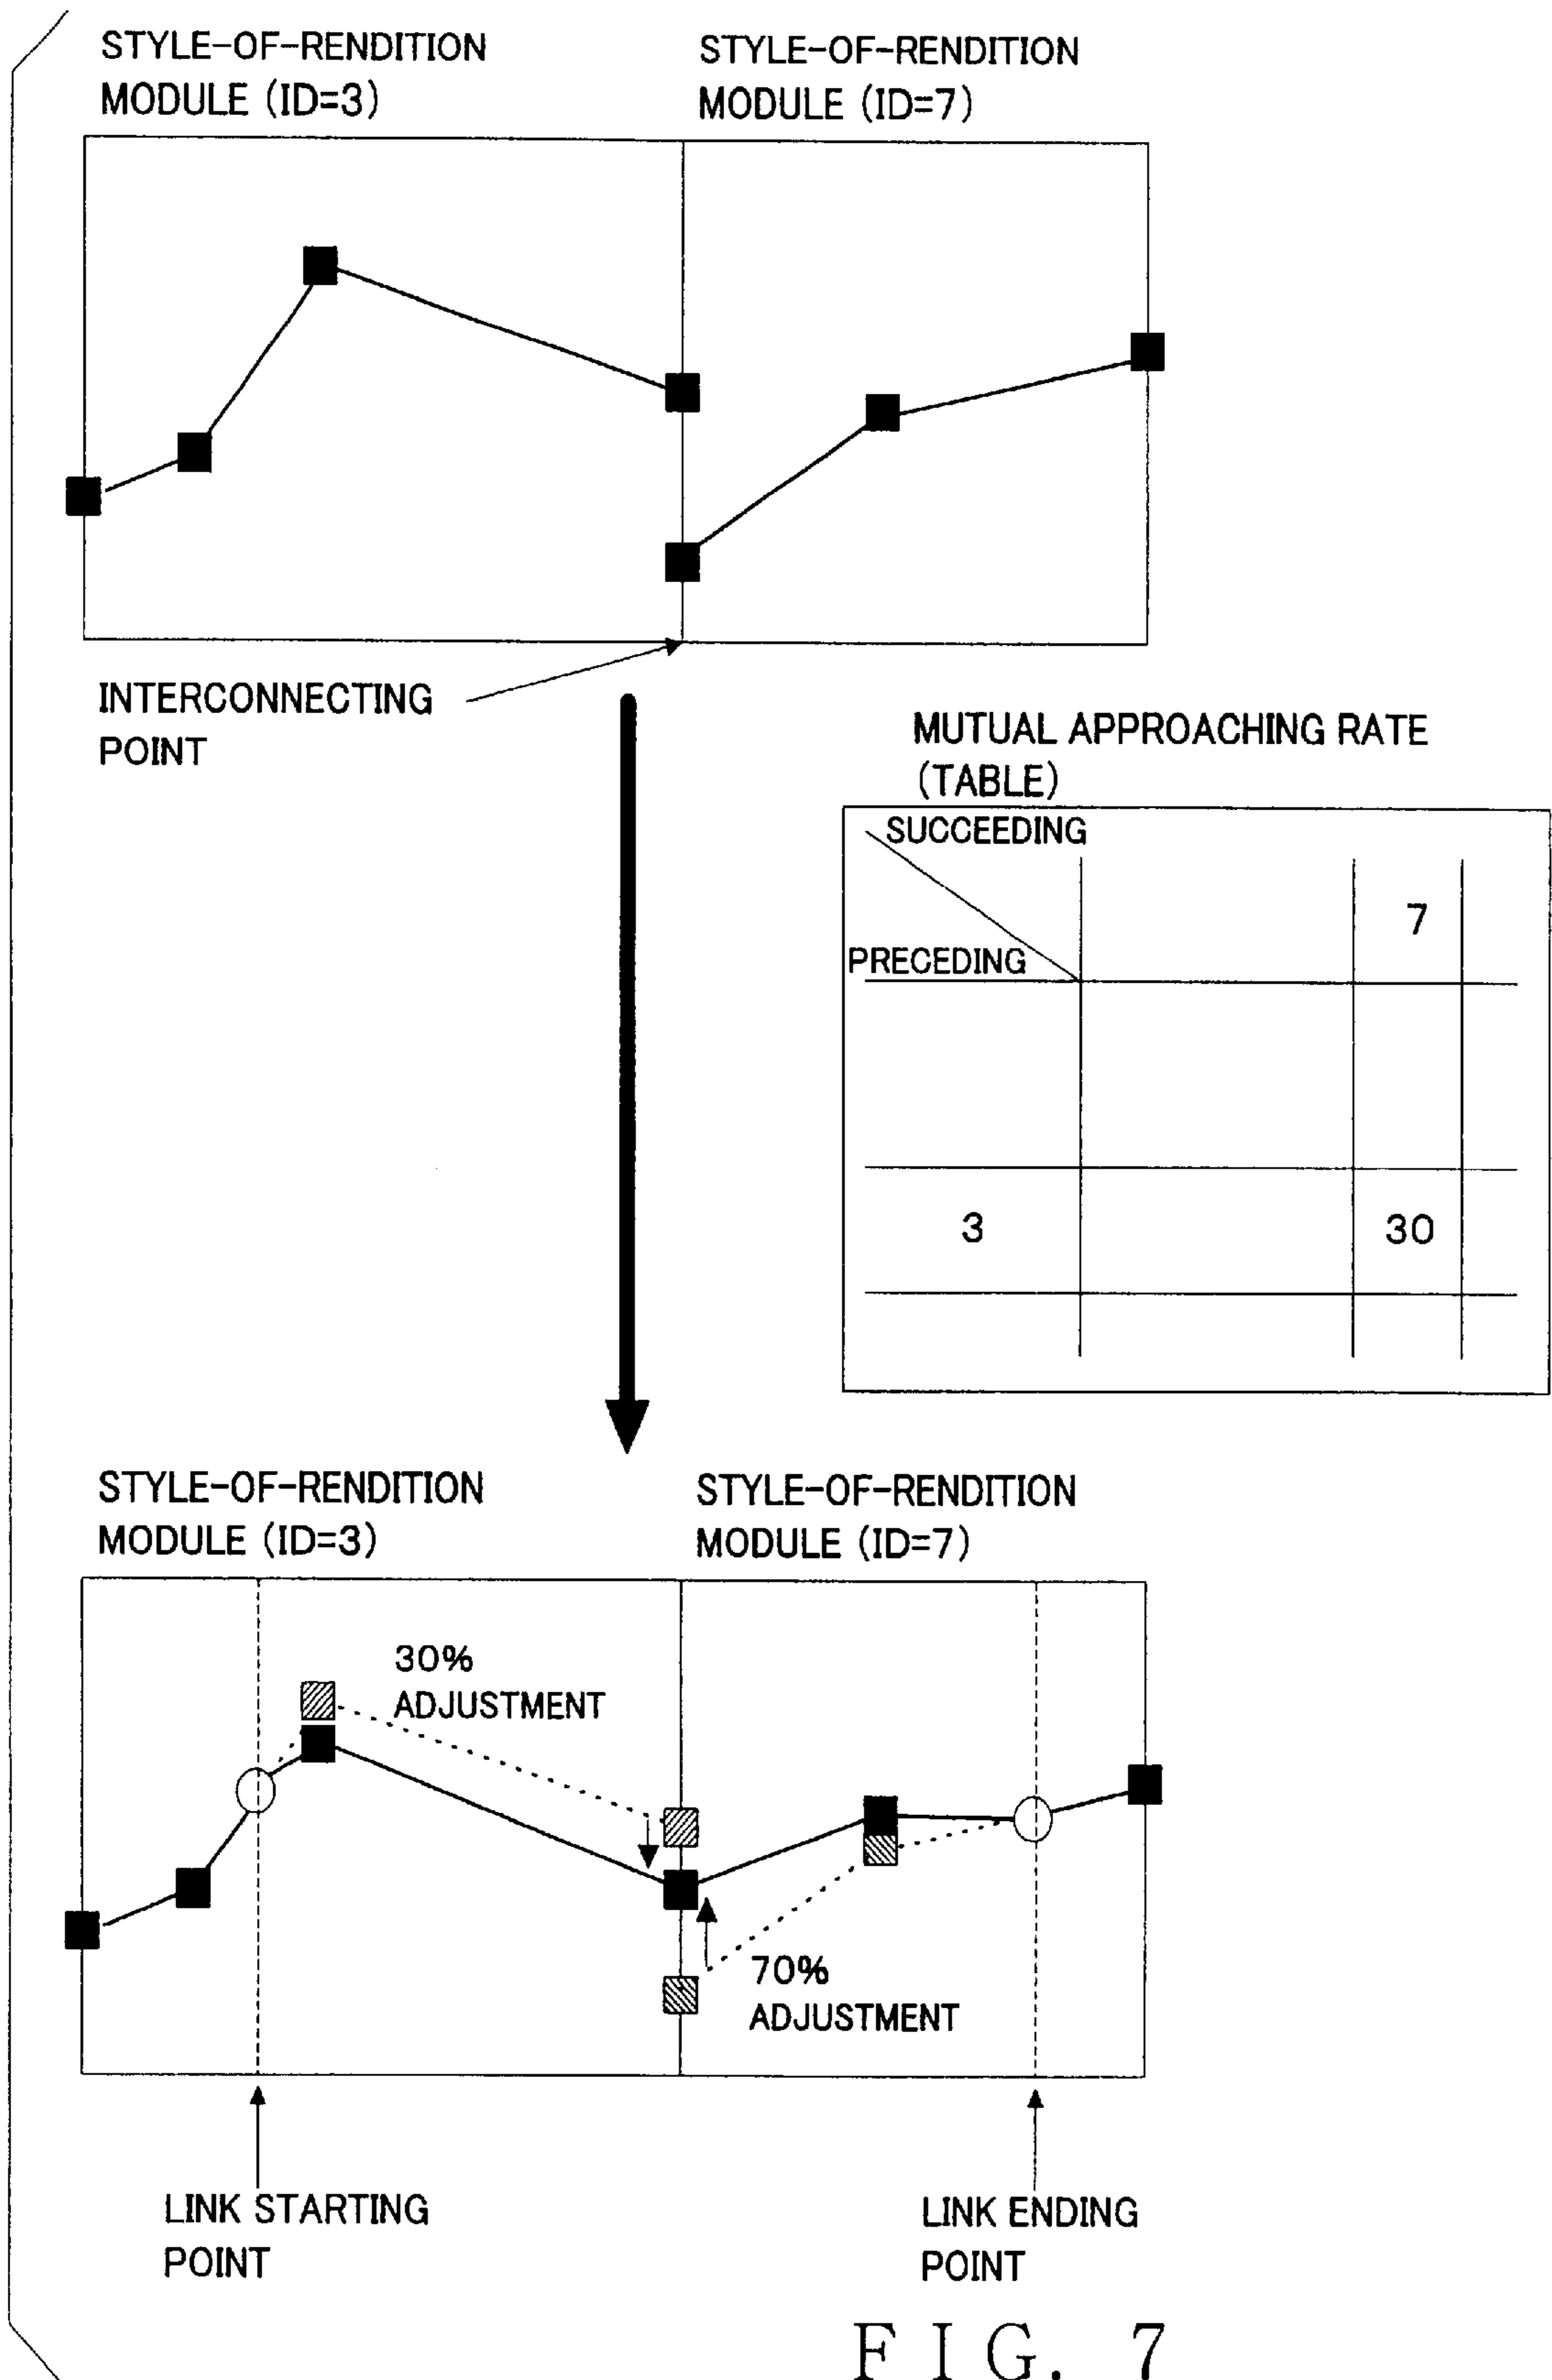 STYLE-OF-RENDITION
MODULE (ID=3)
STYLE-OF-RENDITION
MODULE (ID=7)
INTERCONNECTING
POINT
MUTUAL APPROACHING RATE
(TABLE)
SUCCEEDING
7
PRECEDING
3
30
STYLE-OF-RENDITION
MODULE (ID=3)
STYLE-OF-RENDITION
MODULE (ID=7)
30%
ADJUSTMENT
70%
ADJUSTMENT
LINK STARTING
POINT
LINK ENDING
POINT
FIG. 7